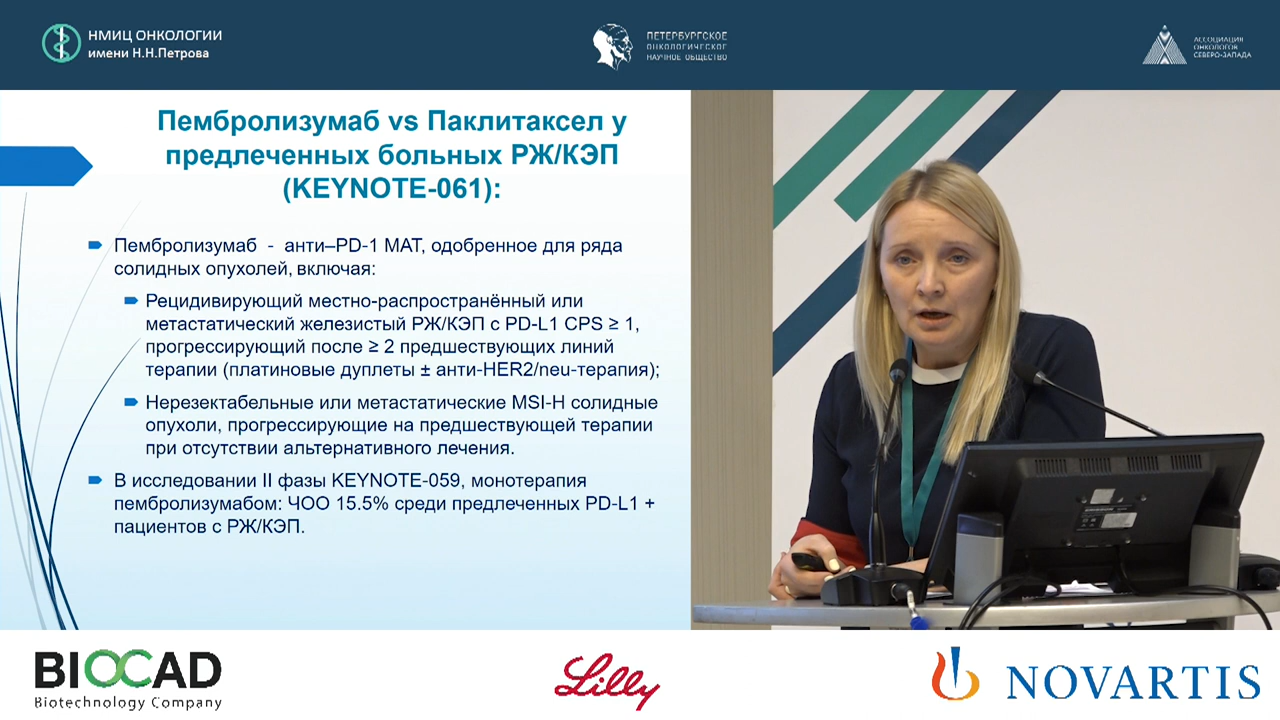 НМИЦ ОНКОЛОГИИ
имени Н.Н.Петрова
ПЕТЕРБУРГСКОЕ
ОНКОЛОГИЧЕСКОЕ
НАУЧНОЕ ОБЩЕСТВО
АССОЦИАЦИЯ
ОНКОЛОГОВ
СЕВЕРО-ЗАПАДА
Пембролизумаб vs Паклитаксел у
предлеченных больных РЖ/КЭП
(KEYNOTE-061):
Пембролизумаб - анти–PD-1 МАТ, одобренное для ряда
солидных опухолей, включая:
Рецидивирующий местно-распространённый или
метастатический железистый РЖ/КЭП с PD-L1 CPS ≥ 1,
прогрессирующий после ≥ 2 предшествующих линий
терапии (платиновые дуплеты ± анти-HER2/neu-терапия);
Нерезектабельные или метастатические MSI-H солидные
опухоли, прогрессирующие на предшествующей терапии
при отсутствии альтернативного лечения.
В исследовании II фазы KEYNOTE-059, монотерапия
пембролизумабом: ЧОО 15.5% среди предлеченных PD-L1 +
пациентов с РЖ/КЭП.
BIOCAD
Biotechnology Company
Lilly
NOVARTIS